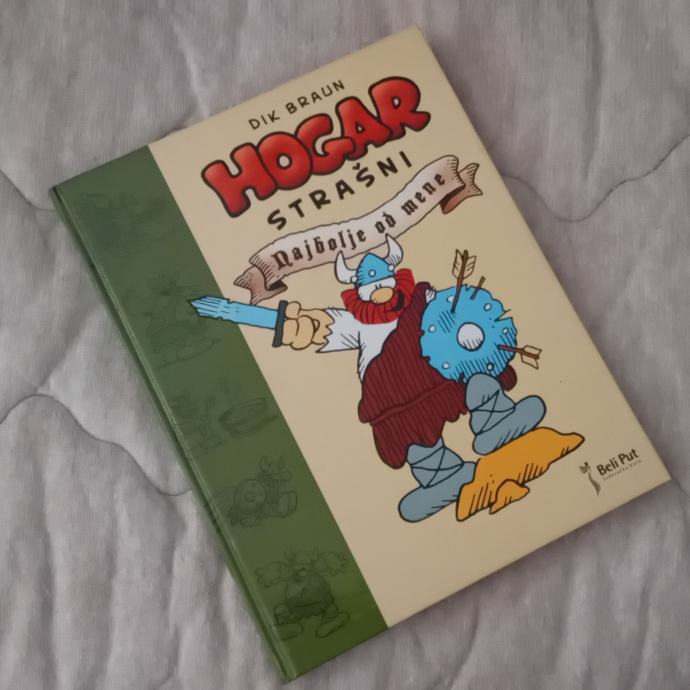 DIK BRAUN
HOGAR
STRAŠNI
Najbolje od mene
Beli Put